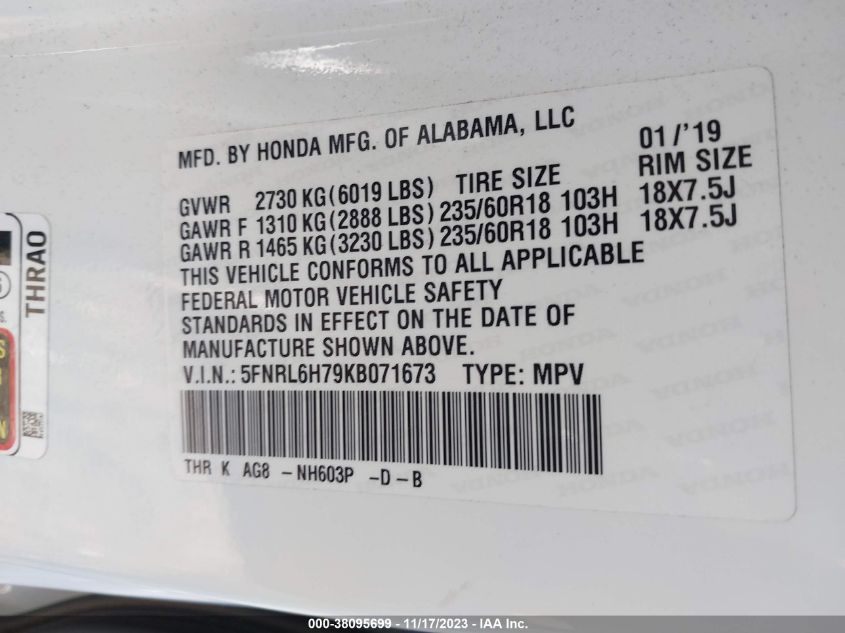 MFD. BY HONDA MFG. OF ALABAMA, LLC 01/'19
GVWR 2730 KG(6019 LBS) TIRE SIZE RIM SIZE
GAWR F 1310 KG(2888 LBS) 235/60R18 103H 18X7.5J
GAWR R 1465 KG(3230 LBS) 235/60R18 103H 18X7.5J
THIS VEHICLE CONFORMS TO ALL APPLICABLE
FEDERAL MOTOR VEHICLE SAFETY
STANDARDS IN EFFECT ON THE DATE OF
MANUFACTURE SHOWN ABOVE.
V.I.N.: 5FNRL6H79KB071673 TYPE: MPV
THR K AG8 -NH603P -D-B
THRA0
000-38095699 - 11/17/2023 - IAA Inc.